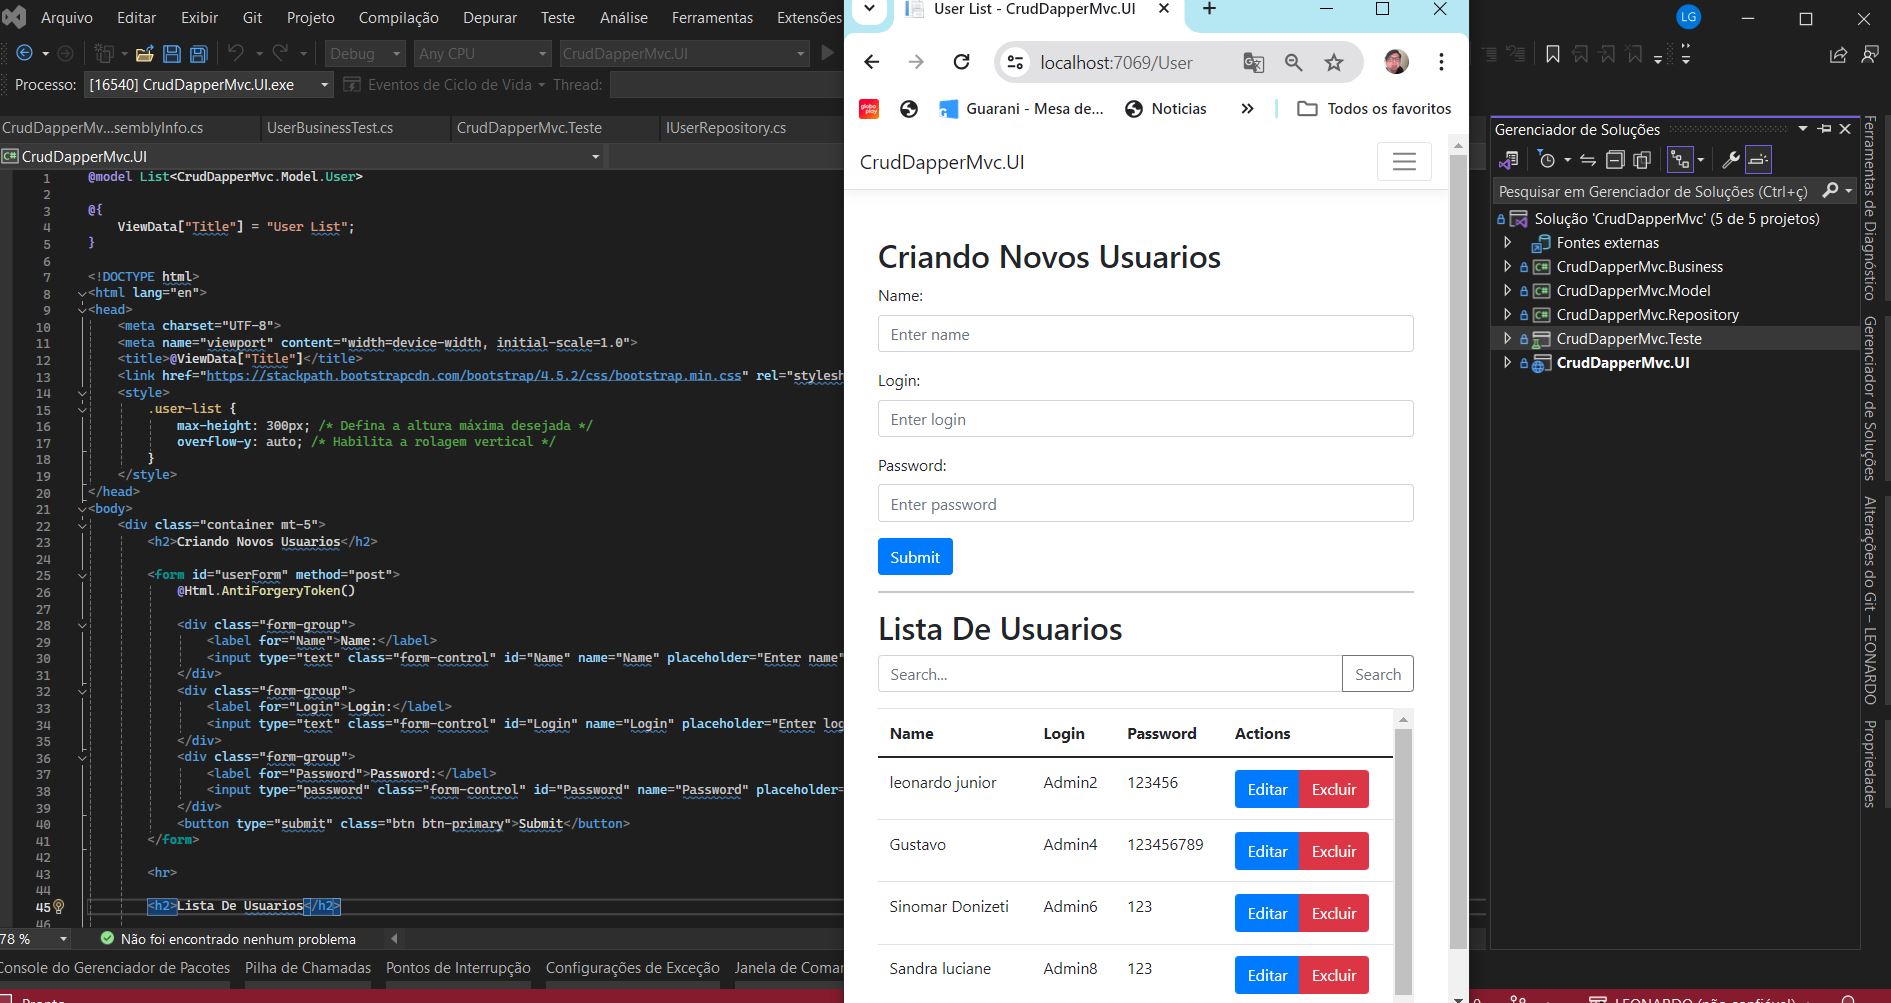 Arquivo Editar Exibir Git Projeto Compilação Depurar Teste Análise Ferramentas Extensões
Debug Any CPU CrudDapperMvc.UI
Processo: [16540] CrudDapperMvc.UI.exe Eventos de Ciclo de Vida Thread:
CrudDapperMv...semblyInfo.cs UserBusinessTest.cs CrudDapperMvc.Teste IUserRepository.cs
CrudDapperMvc.UI
1 @model List<CrudDapperMvc.Model.User>
2
3 @{
4 ViewData["Title"] = "User List";
5 }
6
7 <!DOCTYPE html>
8 <html lang="en">
9 <head>
10 <meta charset="UTF-8">
11 <meta name="viewport" content="width=device-width, initial-scale=1.0">
12 <title>@ViewData["Title"]</title>
13 <link href="https://stackpath.bootstrapcdn.com/bootstrap/4.5.2/css/bootstrap.min.css" rel="stylesh
14 <style>
15 .user-list {
16 max-height: 300px; /* Defina a altura máxima desejada */
17 overflow-y: auto; /* Habilita a rolagem vertical */
18 }
19 </style>
20 </head>
21 <body>
22 <div class="container mt-5">
23 <h2>Criando Novos Usuarios</h2>
24
25 <form id="userForm" method="post">
26 @Html.AntiForgeryToken()
27
28 <div class="form-group">
29 <label for="Name">Name:</label>
30 <input type="text" class="form-control" id="Name" name="Name" placeholder="Enter name"
31 </div>
32 <div class="form-group">
33 <label for="Login">Login:</label>
34 <input type="text" class="form-control" id="Login" name="Login" placeholder="Enter log
35 </div>
36 <div class="form-group">
37 <label for="Password">Password:</label>
38 <input type="password" class="form-control" id="Password" name="Password" placeholder=
39 </div>
40 <button type="submit" class="btn btn-primary">Submit</button>
41 </form>
42
43 <hr>
44
45 <h2>Lista De Usuarios</h2>
46
78 % Não foi encontrado nenhum problema
Console do Gerenciador de Pacotes Pilha de Chamadas Pontos de Interrupção Configurações de Exceção Janela de Comar
Pronto
User List - CrudDapperMvc.UI
localhost:7069/User
globo play Guarani - Mesa de... Noticias Todos os favoritos
CrudDapperMvc.UI
Criando Novos Usuarios
Name:
Enter name
Login:
Enter login
Password:
Enter password
Submit
Lista De Usuarios
Search... Search
Name Login Password Actions
leonardo junior Admin2 123456 Editar Excluir
Gustavo Admin4 123456789 Editar Excluir
Sinomar Donizeti Admin6 123 Editar Excluir
Sandra luciane Admin8 123 Editar Excluir
LG
Gerenciador de Soluções
Pesquisar em Gerenciador de Soluções (Ctrl+ç)
Solução 'CrudDapperMvc' (5 de 5 projetos)
Fontes externas
CrudDapperMvc.Business
CrudDapperMvc.Model
CrudDapperMvc.Repository
CrudDapperMvc.Teste
CrudDapperMvc.UI
Ferramentas de Diagnóstico
Gerenciador de Soluções
Alterações do Git – LEONARDO
Propriedades
LEONARDO (não confiável)